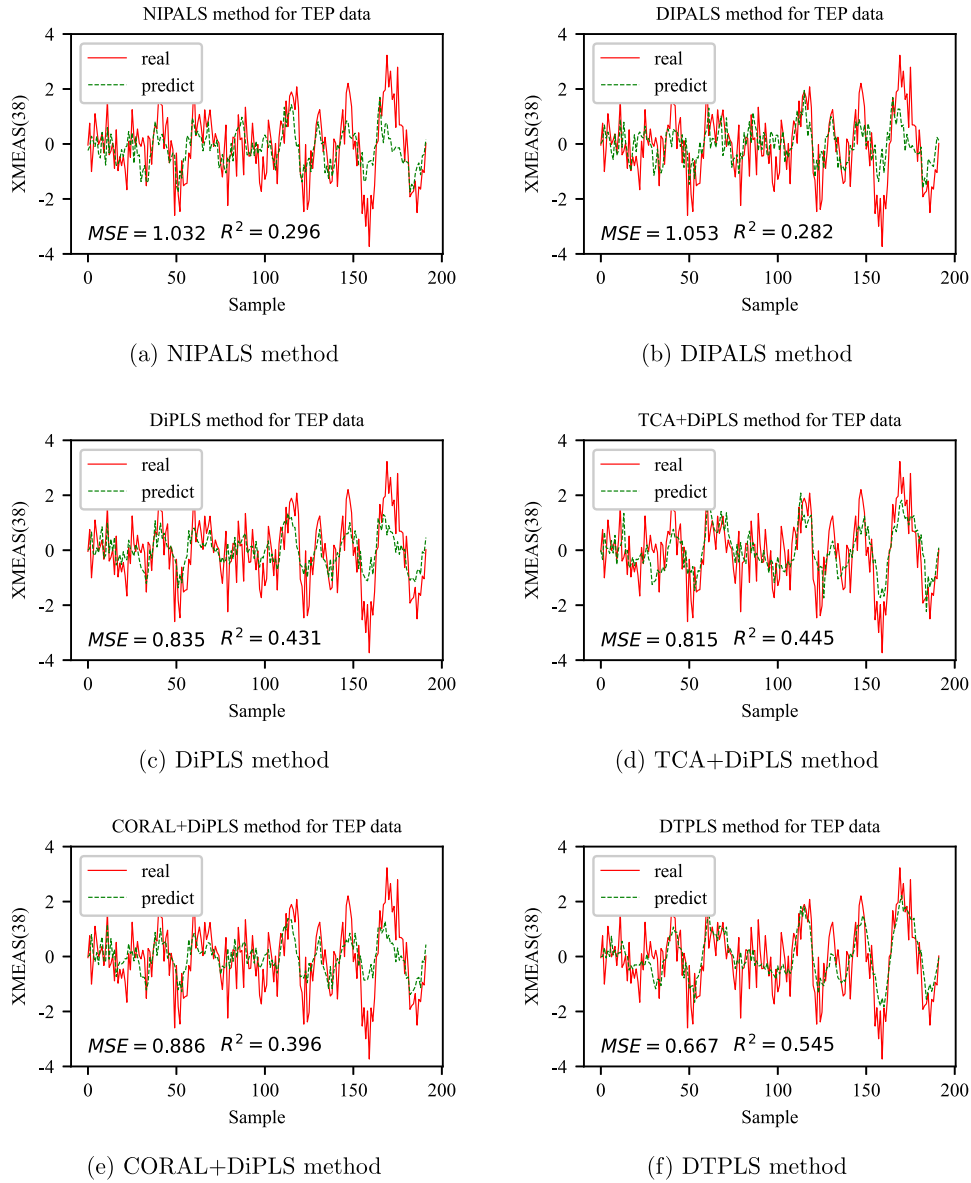 NIPALS method for TEP data
4
2
0
-2
-4
XMEAS(38)
real
predict
MSE = 1.032 R² = 0.296
0 50 100 150 200
Sample
(a) NIPALS method
DIPALS method for TEP data
4
2
0
-2
-4
XMEAS(38)
real
predict
MSE = 1.053 R² = 0.282
0 50 100 150 200
Sample
(b) DIPALS method
DiPLS method for TEP data
4
2
0
-2
-4
XMEAS(38)
real
predict
MSE = 0.835 R² = 0.431
0 50 100 150 200
Sample
(c) DiPLS method
TCA+DiPLS method for TEP data
4
2
0
-2
-4
XMEAS(38)
real
predict
MSE = 0.815 R² = 0.445
0 50 100 150 200
Sample
(d) TCA+DiPLS method
CORAL+DiPLS method for TEP data
4
2
0
-2
-4
XMEAS(38)
real
predict
MSE = 0.886 R² = 0.396
0 50 100 150 200
Sample
(e) CORAL+DiPLS method
DTPLS method for TEP data
4
2
0
-2
-4
XMEAS(38)
real
predict
MSE = 0.667 R² = 0.545
0 50 100 150 200
Sample
(f) DTPLS method